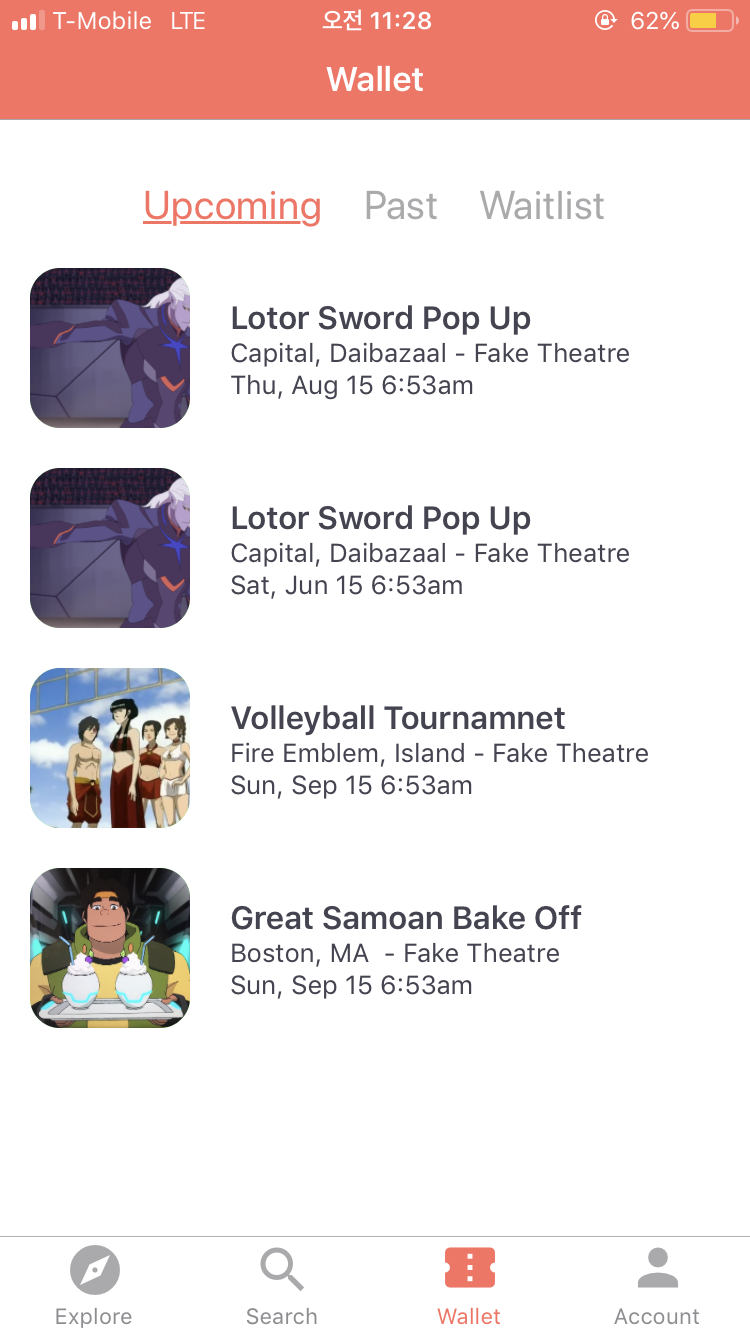 T-Mobile LTE 오전 11:28 62%
Wallet
Upcoming Past Waitlist
Lotor Sword Pop Up
Capital, Daibazaal - Fake Theatre
Thu, Aug 15 6:53am
Lotor Sword Pop Up
Capital, Daibazaal - Fake Theatre
Sat, Jun 15 6:53am
Volleyball Tournamnet
Fire Emblem, Island - Fake Theatre
Sun, Sep 15 6:53am
Great Samoan Bake Off
Boston, MA  - Fake Theatre
Sun, Sep 15 6:53am
Explore Search Wallet Account